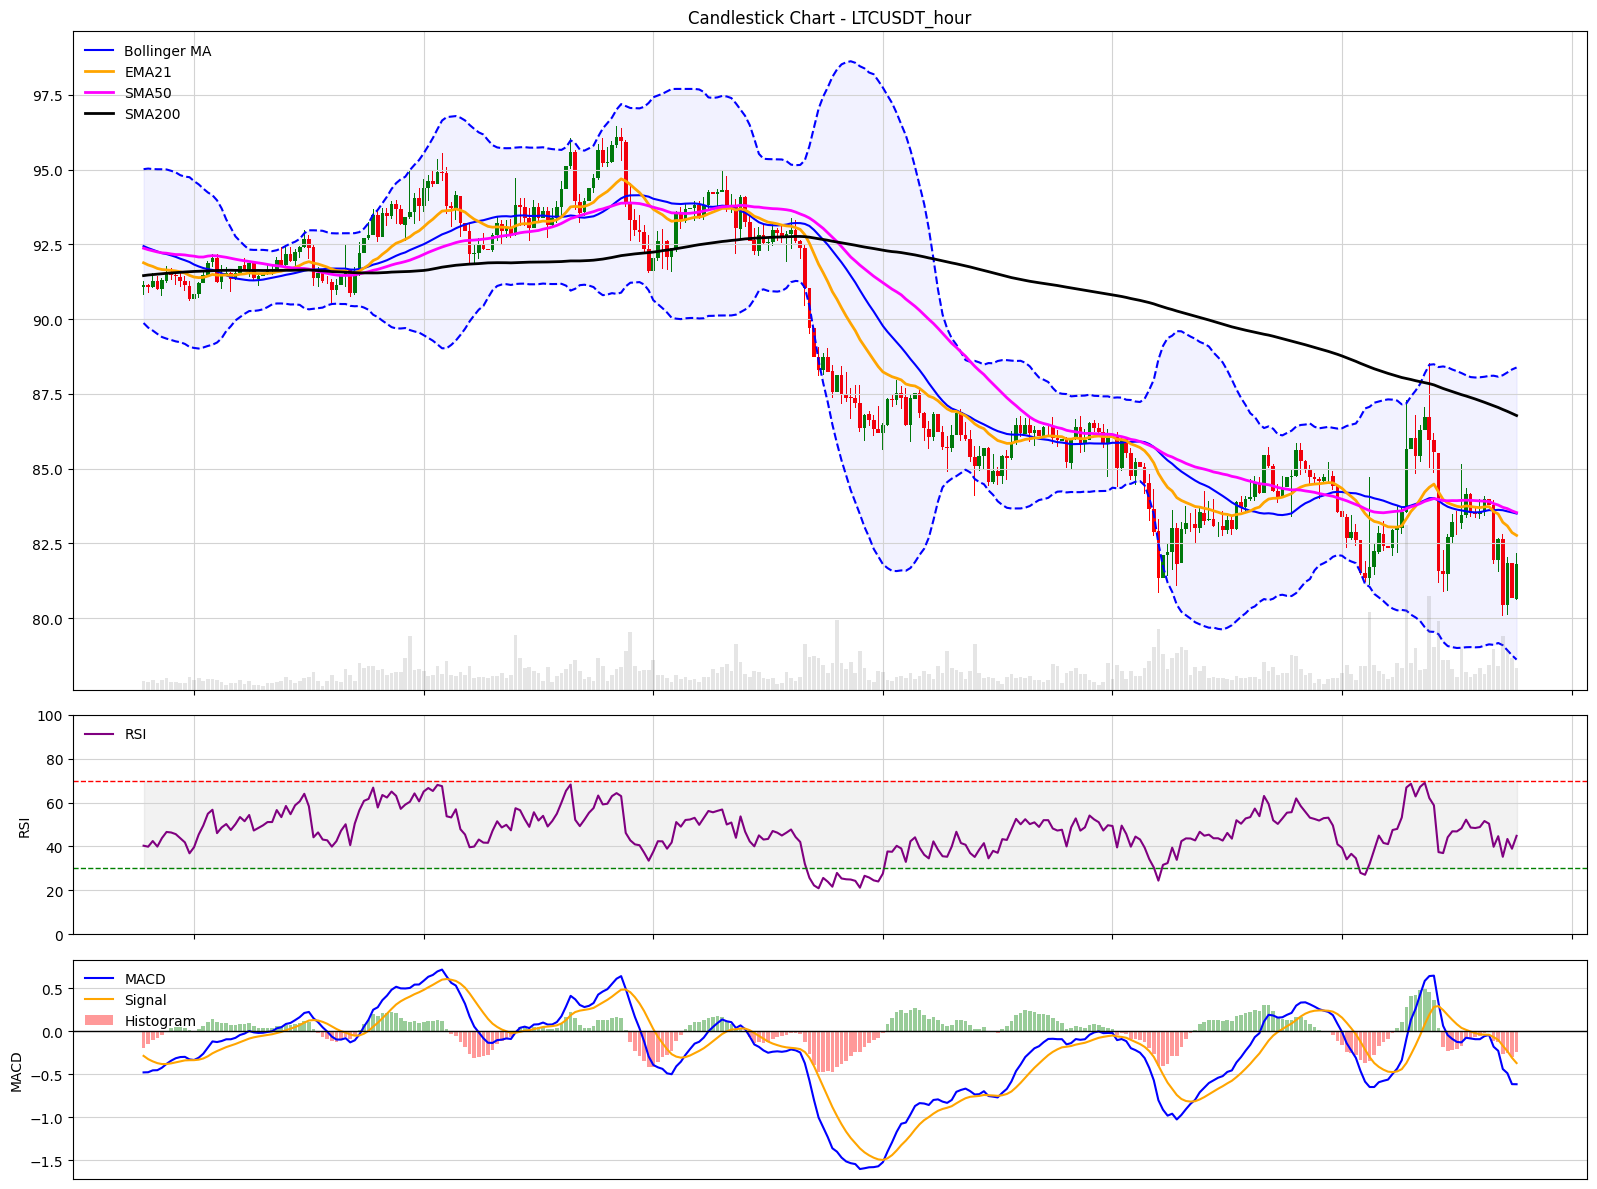 Candlestick Chart - LTCUSDT_hour
Bollinger MA
EMA21
SMA50
SMA200
97.5
95.0
92.5
90.0
87.5
85.0
82.5
80.0
RSI
100
80
60
40
20
0
RSI
MACD
Signal
Histogram
0.5
0.0
−0.5
−1.0
−1.5
MACD